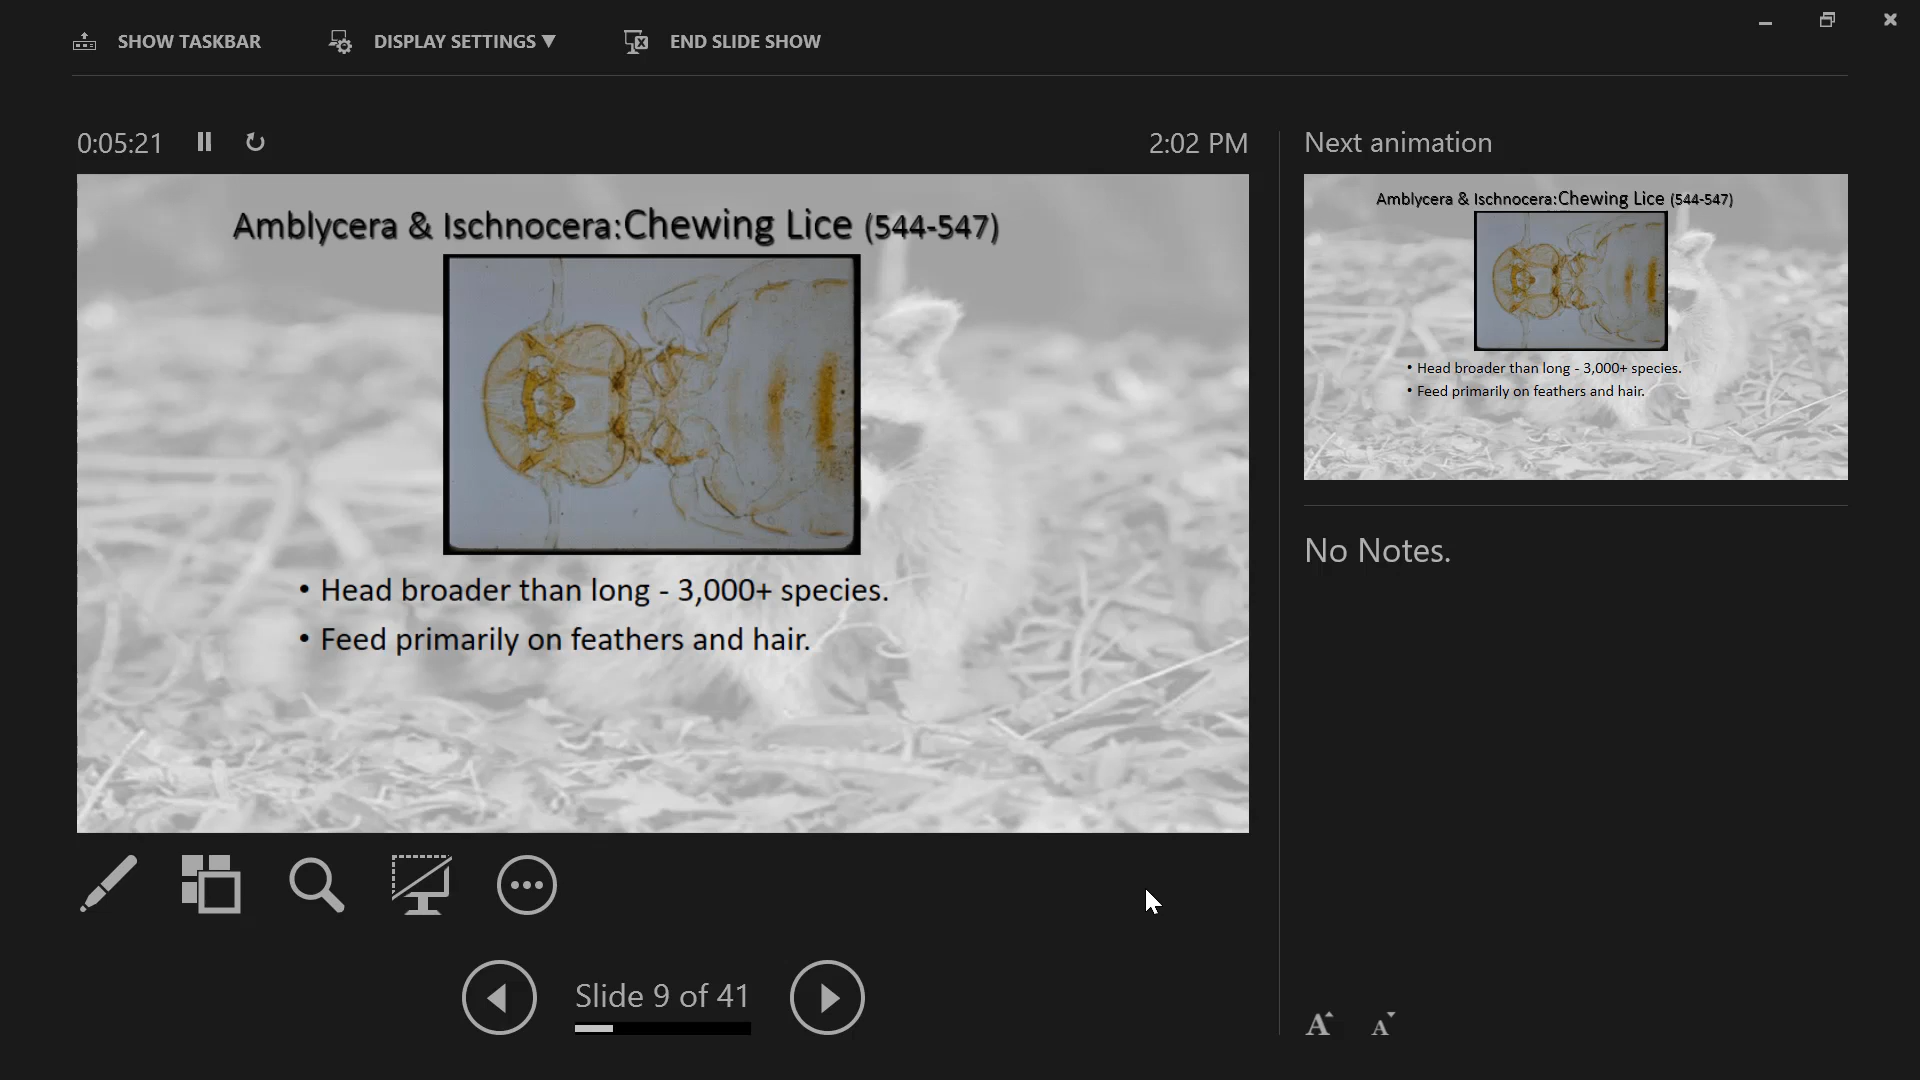 SHOW TASKBAR
DISPLAY SETTINGS ▼
END SLIDE SHOW
0:05:21
2:02 PM
Amblycera & Ischnocera:Chewing Lice (544-547)
• Head broader than long - 3,000+ species.
• Feed primarily on feathers and hair.
Slide 9 of 41
Next animation
Amblycera & Ischnocera:Chewing Lice (544-547)
• Head broader than long - 3,000+ species.
• Feed primarily on feathers and hair.
No Notes.
A A